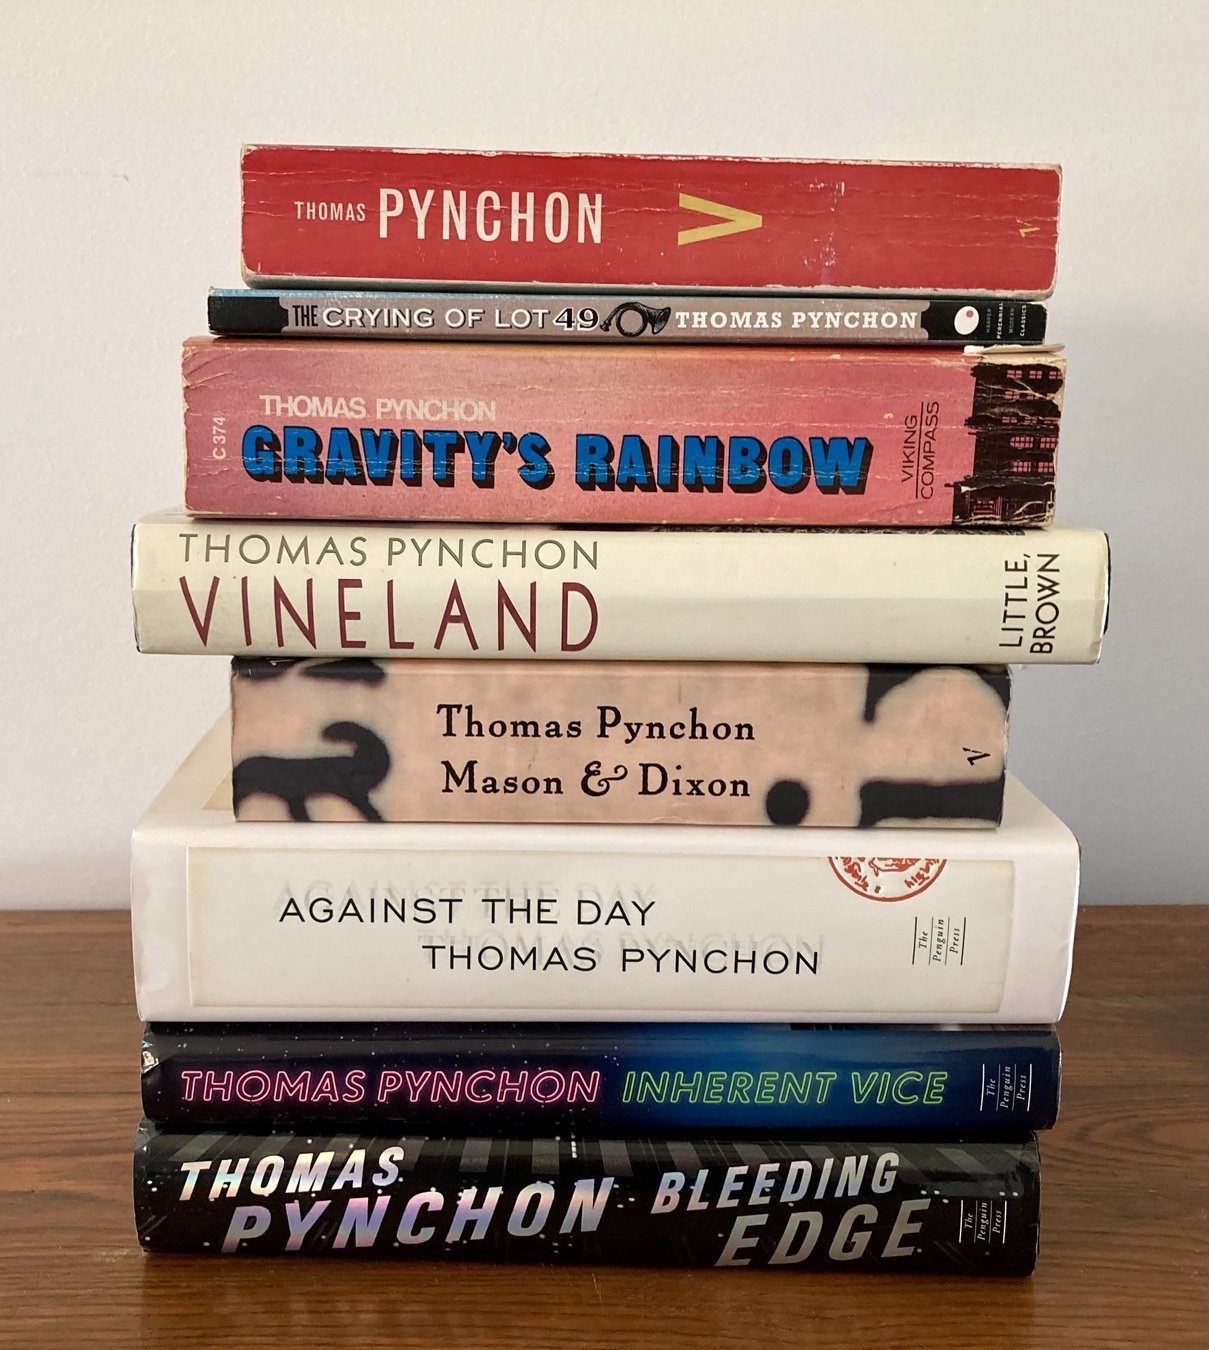 THOMAS PYNCHON V
V
THE CRYING OF LOT 49 THOMAS PYNCHON
HARPER
PERENNIAL
MODERN
CLASSICS
C 374
THOMAS PYNCHON
GRAVITY'S RAINBOW
VIKING
COMPASS
THOMAS PYNCHON
VINELAND
LITTLE,
BROWN
Thomas Pynchon
Mason & Dixon
V
AGAINST THE DAY
THOMAS PYNCHON
The
Penguin
Press
THOMAS PYNCHON INHERENT VICE
The
Penguin
Press
THOMAS
PYNCHON
BLEEDING
EDGE
The
Penguin
Press